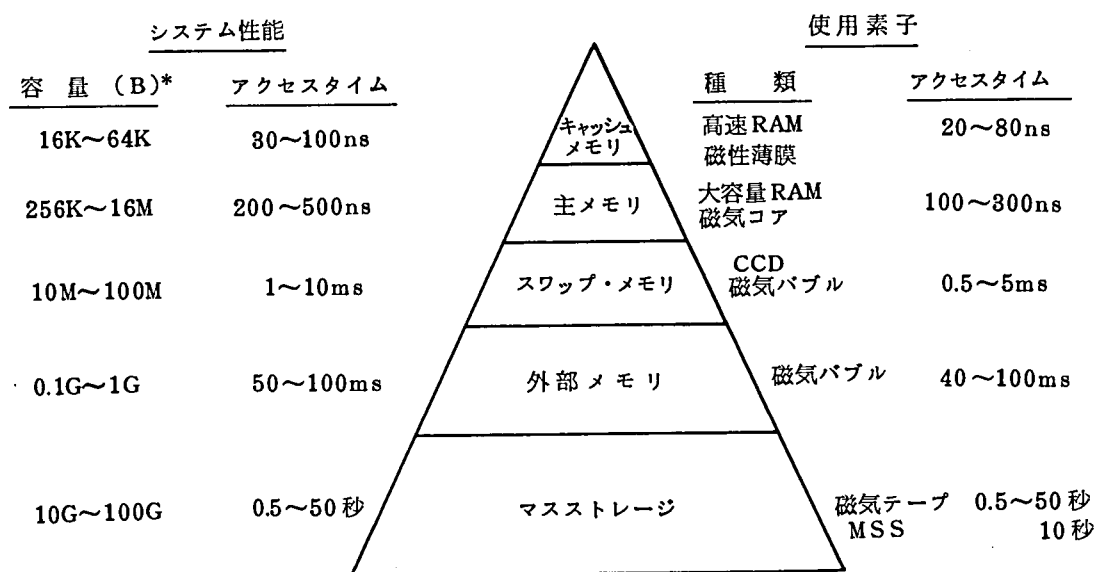 システム性能
使用素子
容量 (B)* アクセスタイム
種類 アクセスタイム
16K～64K 30～100ns キャッシュメモリ 高速RAM 20～80ns
磁性薄膜
256K～16M 200～500ns 主メモリ 大容量RAM 100～300ns
磁気コア
10M～100M 1～10ms スワップ・メモリ CCD 0.5～5ms
磁気バブル
0.1G～1G 50～100ms 外部メモリ 磁気バブル 40～100ms
10G～100G 0.5～50秒 マスストレージ 磁気テープ 0.5～50秒
MSS 10秒